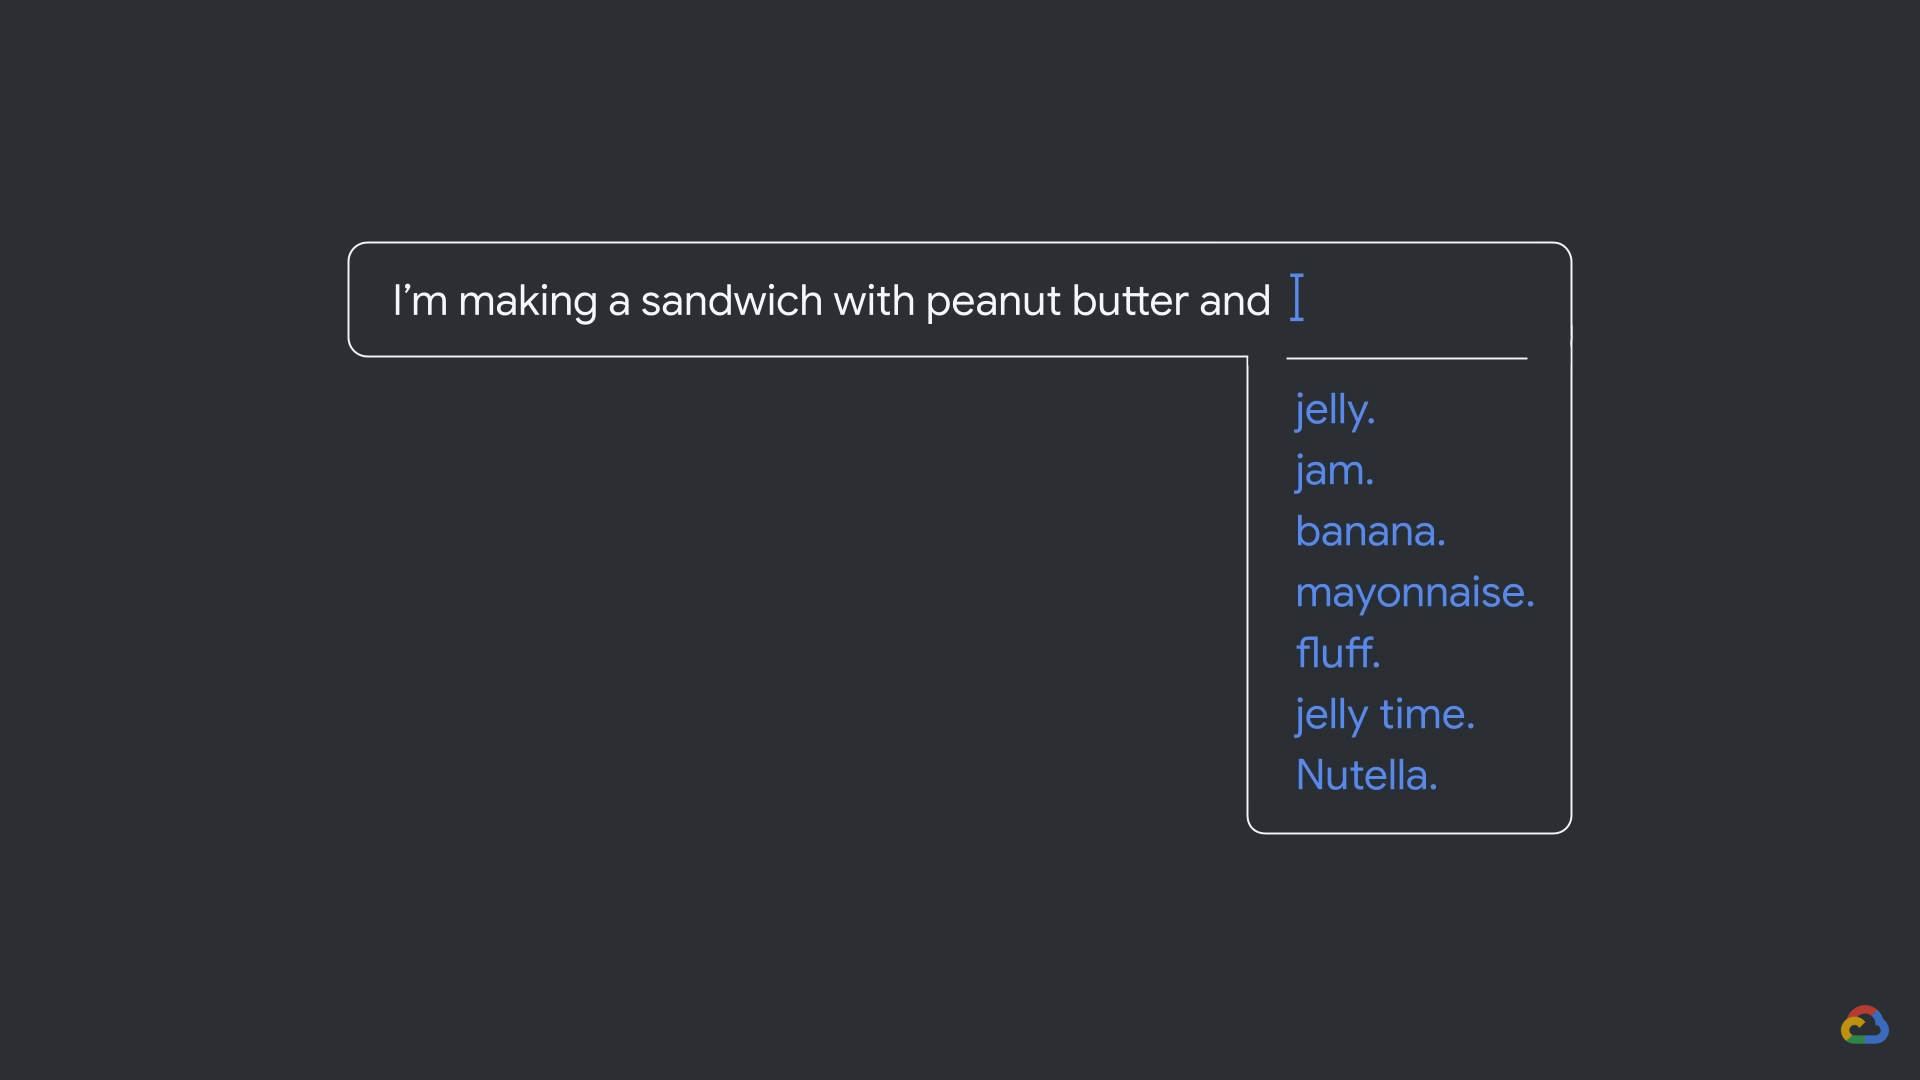 I’m making a sandwich with peanut butter and
jelly.
jam.
banana.
mayonnaise.
fluff.
jelly time.
Nutella.